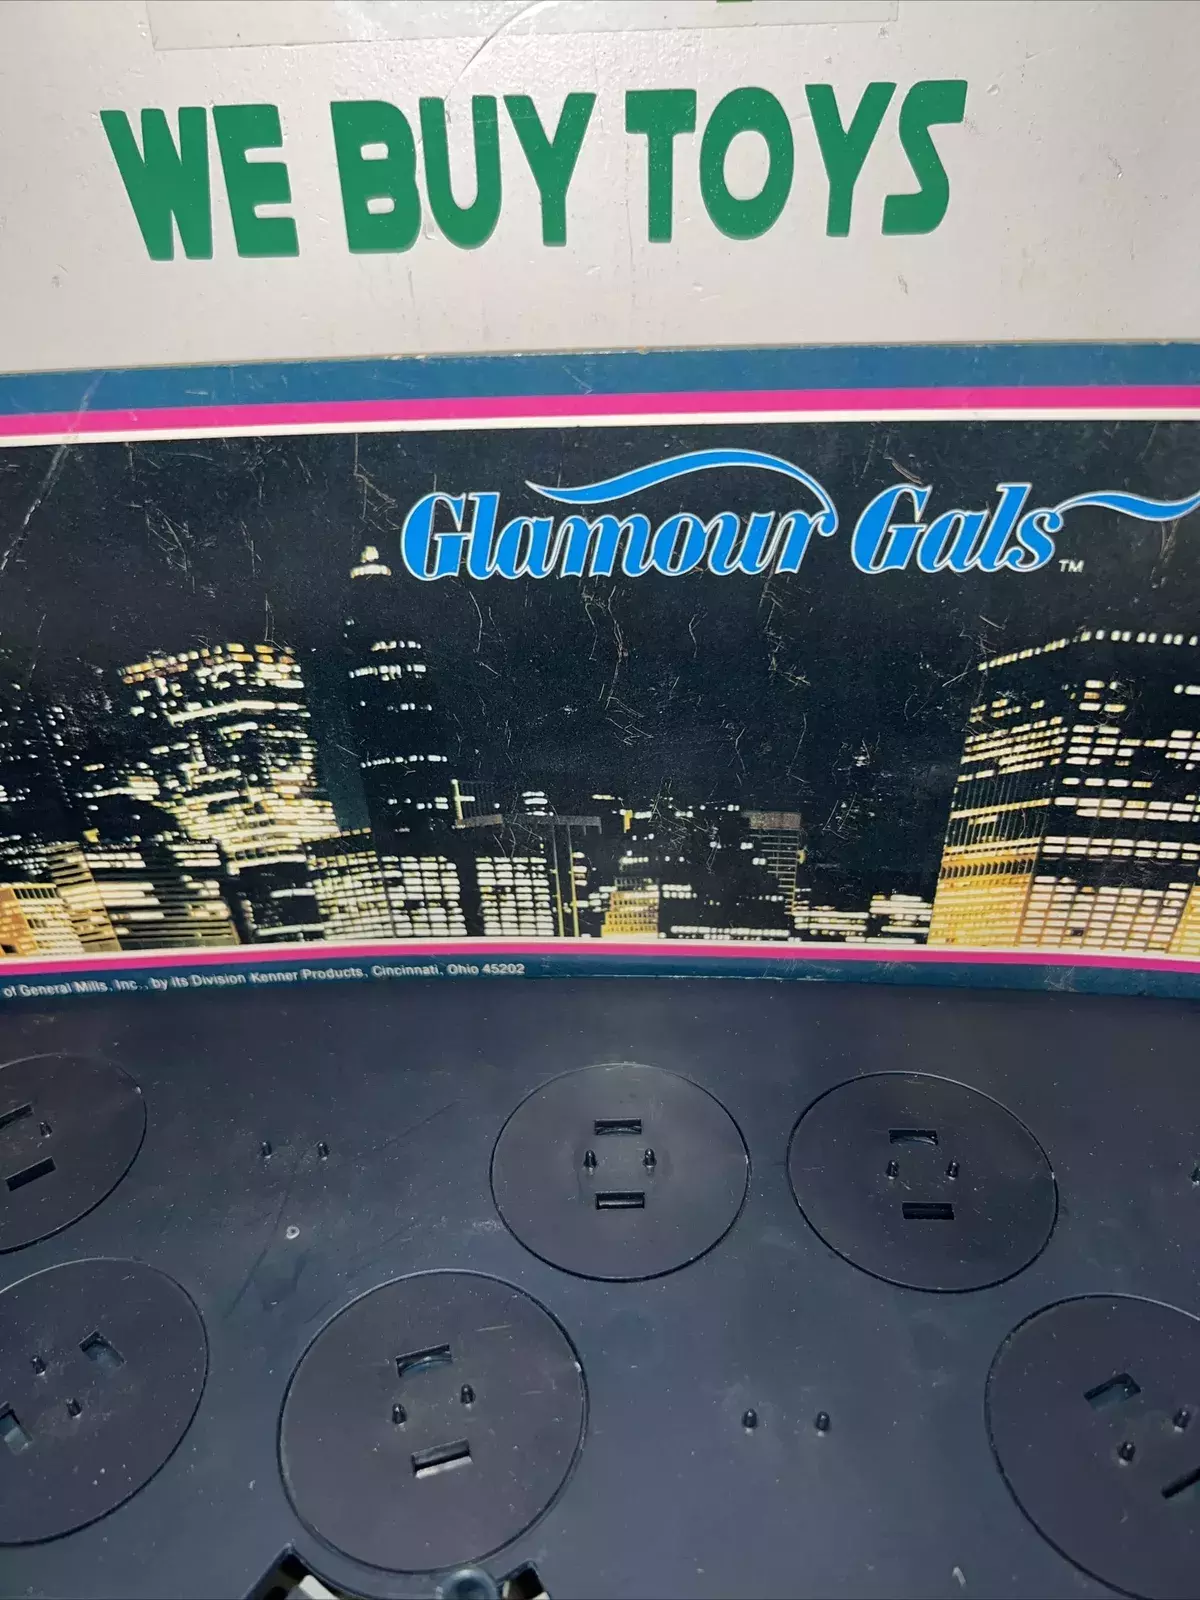 WE BUY TOYS
Glamour Gals™
of General Mills, Inc., by its Division Kenner Products, Cincinnati, Ohio 45202